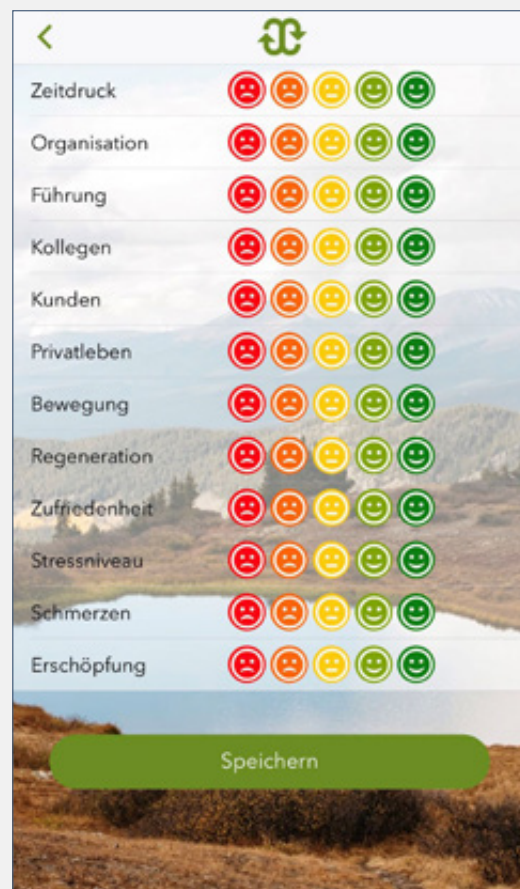 Zeitdruck
Organisation
Führung
Kollegen
Kunden
Privatleben
Bewegung
Regeneration
Zufriedenheit
Stressniveau
Schmerzen
Erschöpfung
Speichern